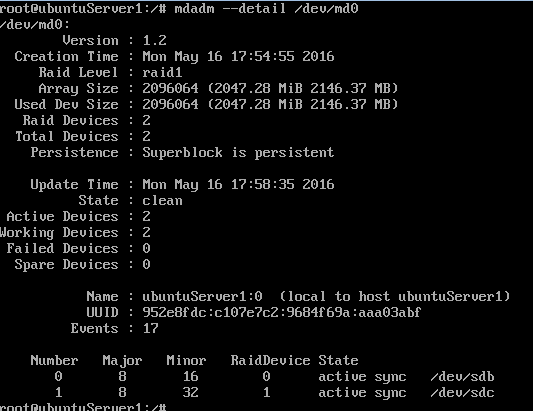 root@ubuntuServer1:/# mdadm --detail /dev/md0
/dev/md0:
Version : 1.2
Creation Time : Mon May 16 17:54:55 2016
Raid Level : raid1
Array Size : 2096064 (2047.28 MiB 2146.37 MB)
Used Dev Size : 2096064 (2047.28 MiB 2146.37 MB)
Raid Devices : 2
Total Devices : 2
Persistence : Superblock is persistent
Update Time : Mon May 16 17:58:35 2016
State : clean
Active Devices : 2
Working Devices : 2
Failed Devices : 0
Spare Devices : 0
Name : ubuntuServer1:0  (local to host ubuntuServer1)
UUID : 952e8fdc:c107e7c2:9684f69a:aaa03abf
Events : 17
Number   Major   Minor   RaidDevice State
0       8       16        0      active sync   /dev/sdb
1       8       32        1      active sync   /dev/sdc
root@ubuntuServer1:/#